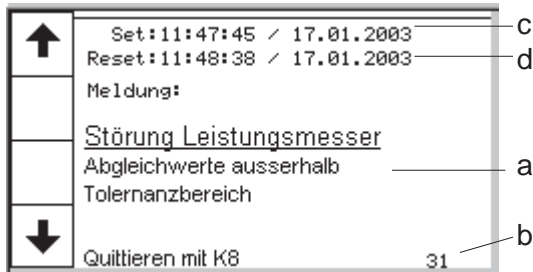 Set:11:47:45 / 17.01.2003 c
Reset:11:48:38 / 17.01.2003 d
Meldung:
Störung Leistungsmesser
Abgleichwerte ausserhalb a
Tolernanzbereich
b
Quittieren mit K8 31